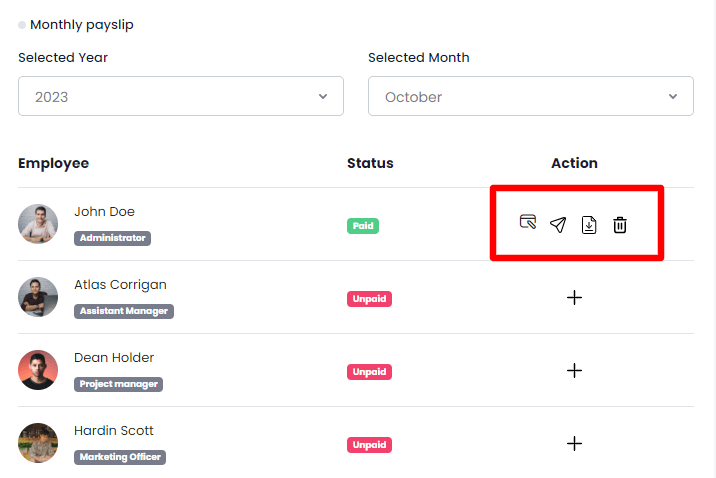 Monthly payslip
Selected Year Selected Month
2023 October
Employee Status Action
John Doe
Administrator Paid
Atlas Corrigan
Assistant Manager Unpaid
Dean Holder
Project manager Unpaid
Hardin Scott
Marketing Officer Unpaid